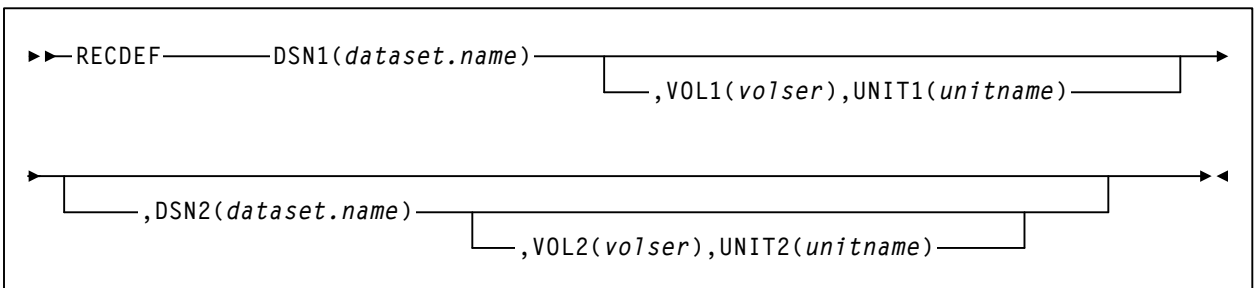 RECDEF DSN1(dataset.name)
,VOL1(volser),UNIT1(unitname)
,DSN2(dataset.name)
,VOL2(volser),UNIT2(unitname)